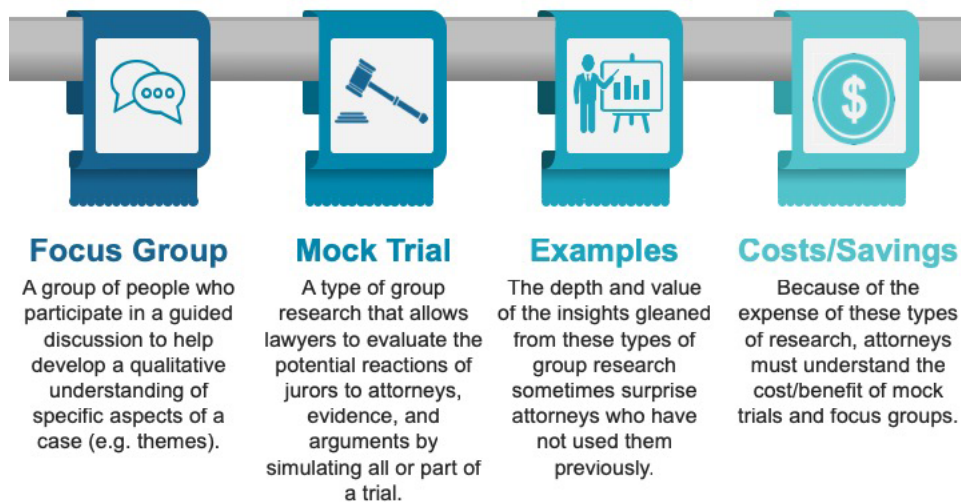 $
Focus Group
A group of people who
participate in a guided
discussion to help
develop a qualitative
understanding of
specific aspects of a
case (e.g. themes).
Mock Trial
A type of group
research that allows
lawyers to evaluate the
potential reactions of
jurors to attorneys,
evidence, and
arguments by
simulating all or part of
a trial.
Examples
The depth and value
of the insights gleaned
from these types of
group research
sometimes surprise
attorneys who have
not used them
previously.
Costs/Savings
Because of the
expense of these types
of research, attorneys
must understand the
cost/benefit of mock
trials and focus groups.